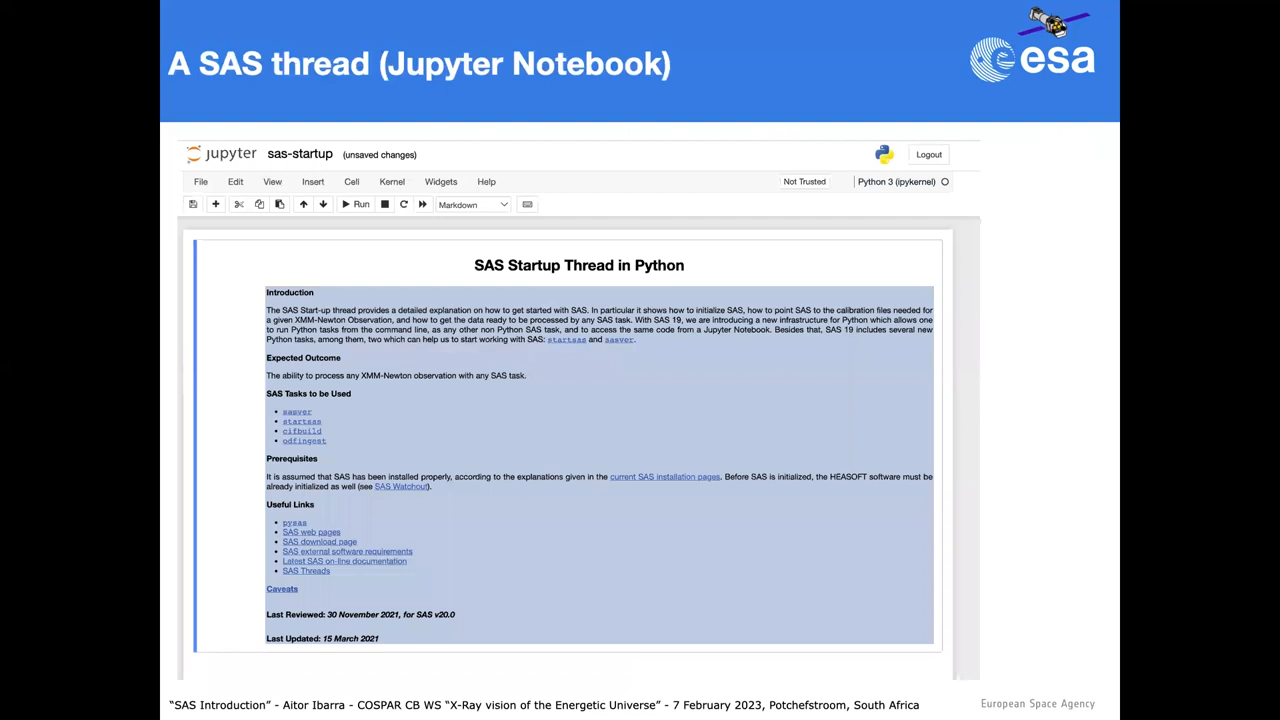 A SAS thread (Jupyter Notebook)
esa
jupyter sas-startup (unsaved changes)
Logout
File Edit View Insert Cell Kernel Widgets Help
Not Trusted
Python 3 (ipykernel)
Run
Markdown
SAS Startup Thread in Python
Introduction
The SAS Start-up thread provides a detailed explanation on how to get started with SAS. In particular it shows how to initialize SAS, how to point SAS to the calibration files needed for
a given XMM-Newton Observation, and how to get the data ready to be processed by any SAS task. With SAS 19, we are introducing a new infrastructure for Python which allows one
to run Python tasks from the command line, as any other non Python SAS task, and to access the same code from a Jupyter Notebook. Besides that, SAS 19 includes several new
Python tasks, among them, two which can help us to start working with SAS: startsas and sasver.
Expected Outcome
The ability to process any XMM-Newton observation with any SAS task.
SAS Tasks to be Used
• sasver
• startsas
• cifbuild
• odfingest
Prerequisites
It is assumed that SAS has been installed properly, according to the explanations given in the current SAS installation pages. Before SAS is initialized, the HEASOFT software must be
already initialized as well (see SAS Watchout).
Useful Links
• pysas
• SAS web pages
• SAS download page
• SAS external software requirements
• Latest SAS on-line documentation
• SAS Threads
Caveats
Last Reviewed: 30 November 2021, for SAS v20.0
Last Updated: 15 March 2021
“SAS Introduction” - Aitor Ibarra - COSPAR CB WS “X-Ray vision of the Energetic Universe” - 7 February 2023, Potchefstroom, South Africa
European Space Agency